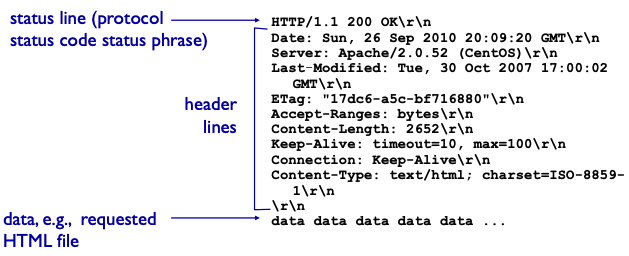 status line (protocol
status code status phrase)
HTTP/1.1 200 OK\r\n
Date: Sun, 26 Sep 2010 20:09:20 GMT\r\n
Server: Apache/2.0.52 (CentOS)\r\n
Last-Modified: Tue, 30 Oct 2007 17:00:02
GMT\r\n
ETag: "17dc6-a5c-bf716880"\r\n
Accept-Ranges: bytes\r\n
Content-Length: 2652\r\n
Keep-Alive: timeout=10, max=100\r\n
Connection: Keep-Alive\r\n
Content-Type: text/html; charset=ISO-8859-
1\r\n
\r\n
header
lines
data, e.g., requested
HTML file
data data data data data ...